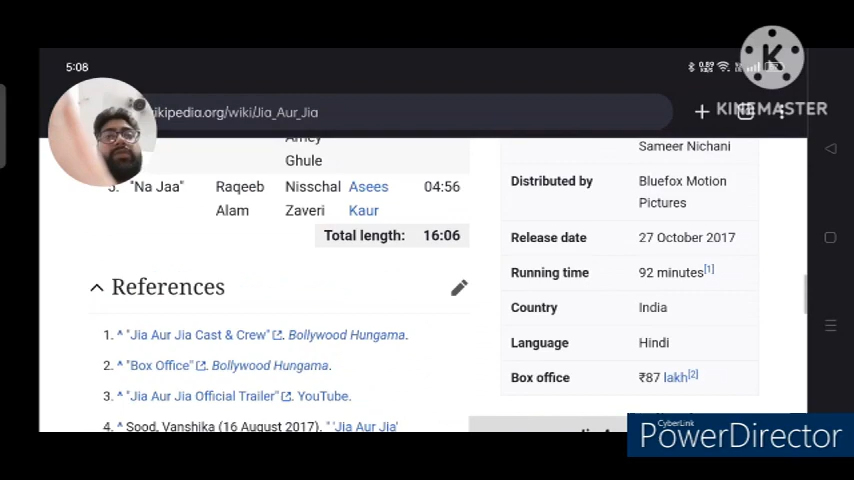 5:08
0.89
KINEMASTER
wikipedia.org/wiki/Jia_Aur_Jia
Ghule
5. "Na Jaa" Raqeeb Nisschal Asees 04:56
Alam Zaveri Kaur
Total length: 16:06
References
1. ^ "Jia Aur Jia Cast & Crew". Bollywood Hungama.
2. ^ "Box Office". Bollywood Hungama.
3. ^ "Jia Aur Jia Official Trailer". YouTube.
4. ^ Sood, Vanshika (16 August 2017). "'Jia Aur Jia'
Sameer Nichani
Distributed by Bluefox Motion
Pictures
Release date 27 October 2017
Running time 92 minutes[1]
Country India
Language Hindi
Box office ₹87 lakh[2]
CyberLink
PowerDirector